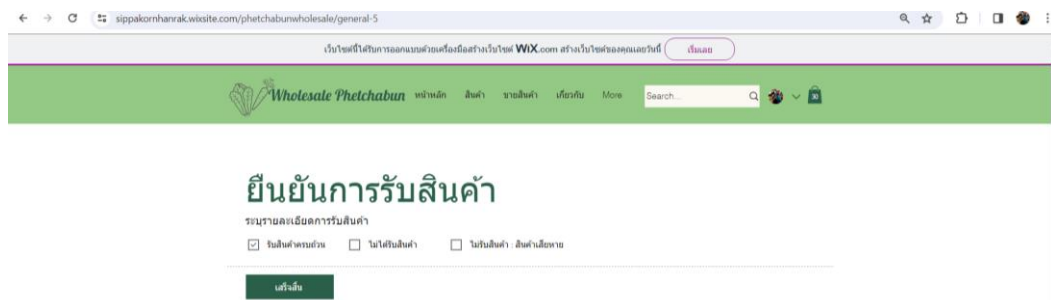 sippakornhanrak.wixsite.com/phetchabunwholesale/general-5
เว็บไซต์นี้ได้รับการออกแบบด้วยเครื่องมือสร้างเว็บไซต์ WiX.com สร้างเว็บไซต์ของคุณเลยวันนี้ เริ่มเลย
Wholesale Phetchabun หน้าหลัก สินค้า ขายสินค้า เกี่ยวกับ More Search... 30
ยืนยันการรับสินค้า
ระบุรายละเอียดการรับสินค้า
รับสินค้าครบถ้วน ไม่ได้รับสินค้า ไม่รับสินค้า : สินค้าเสียหาย
เสร็จสิ้น